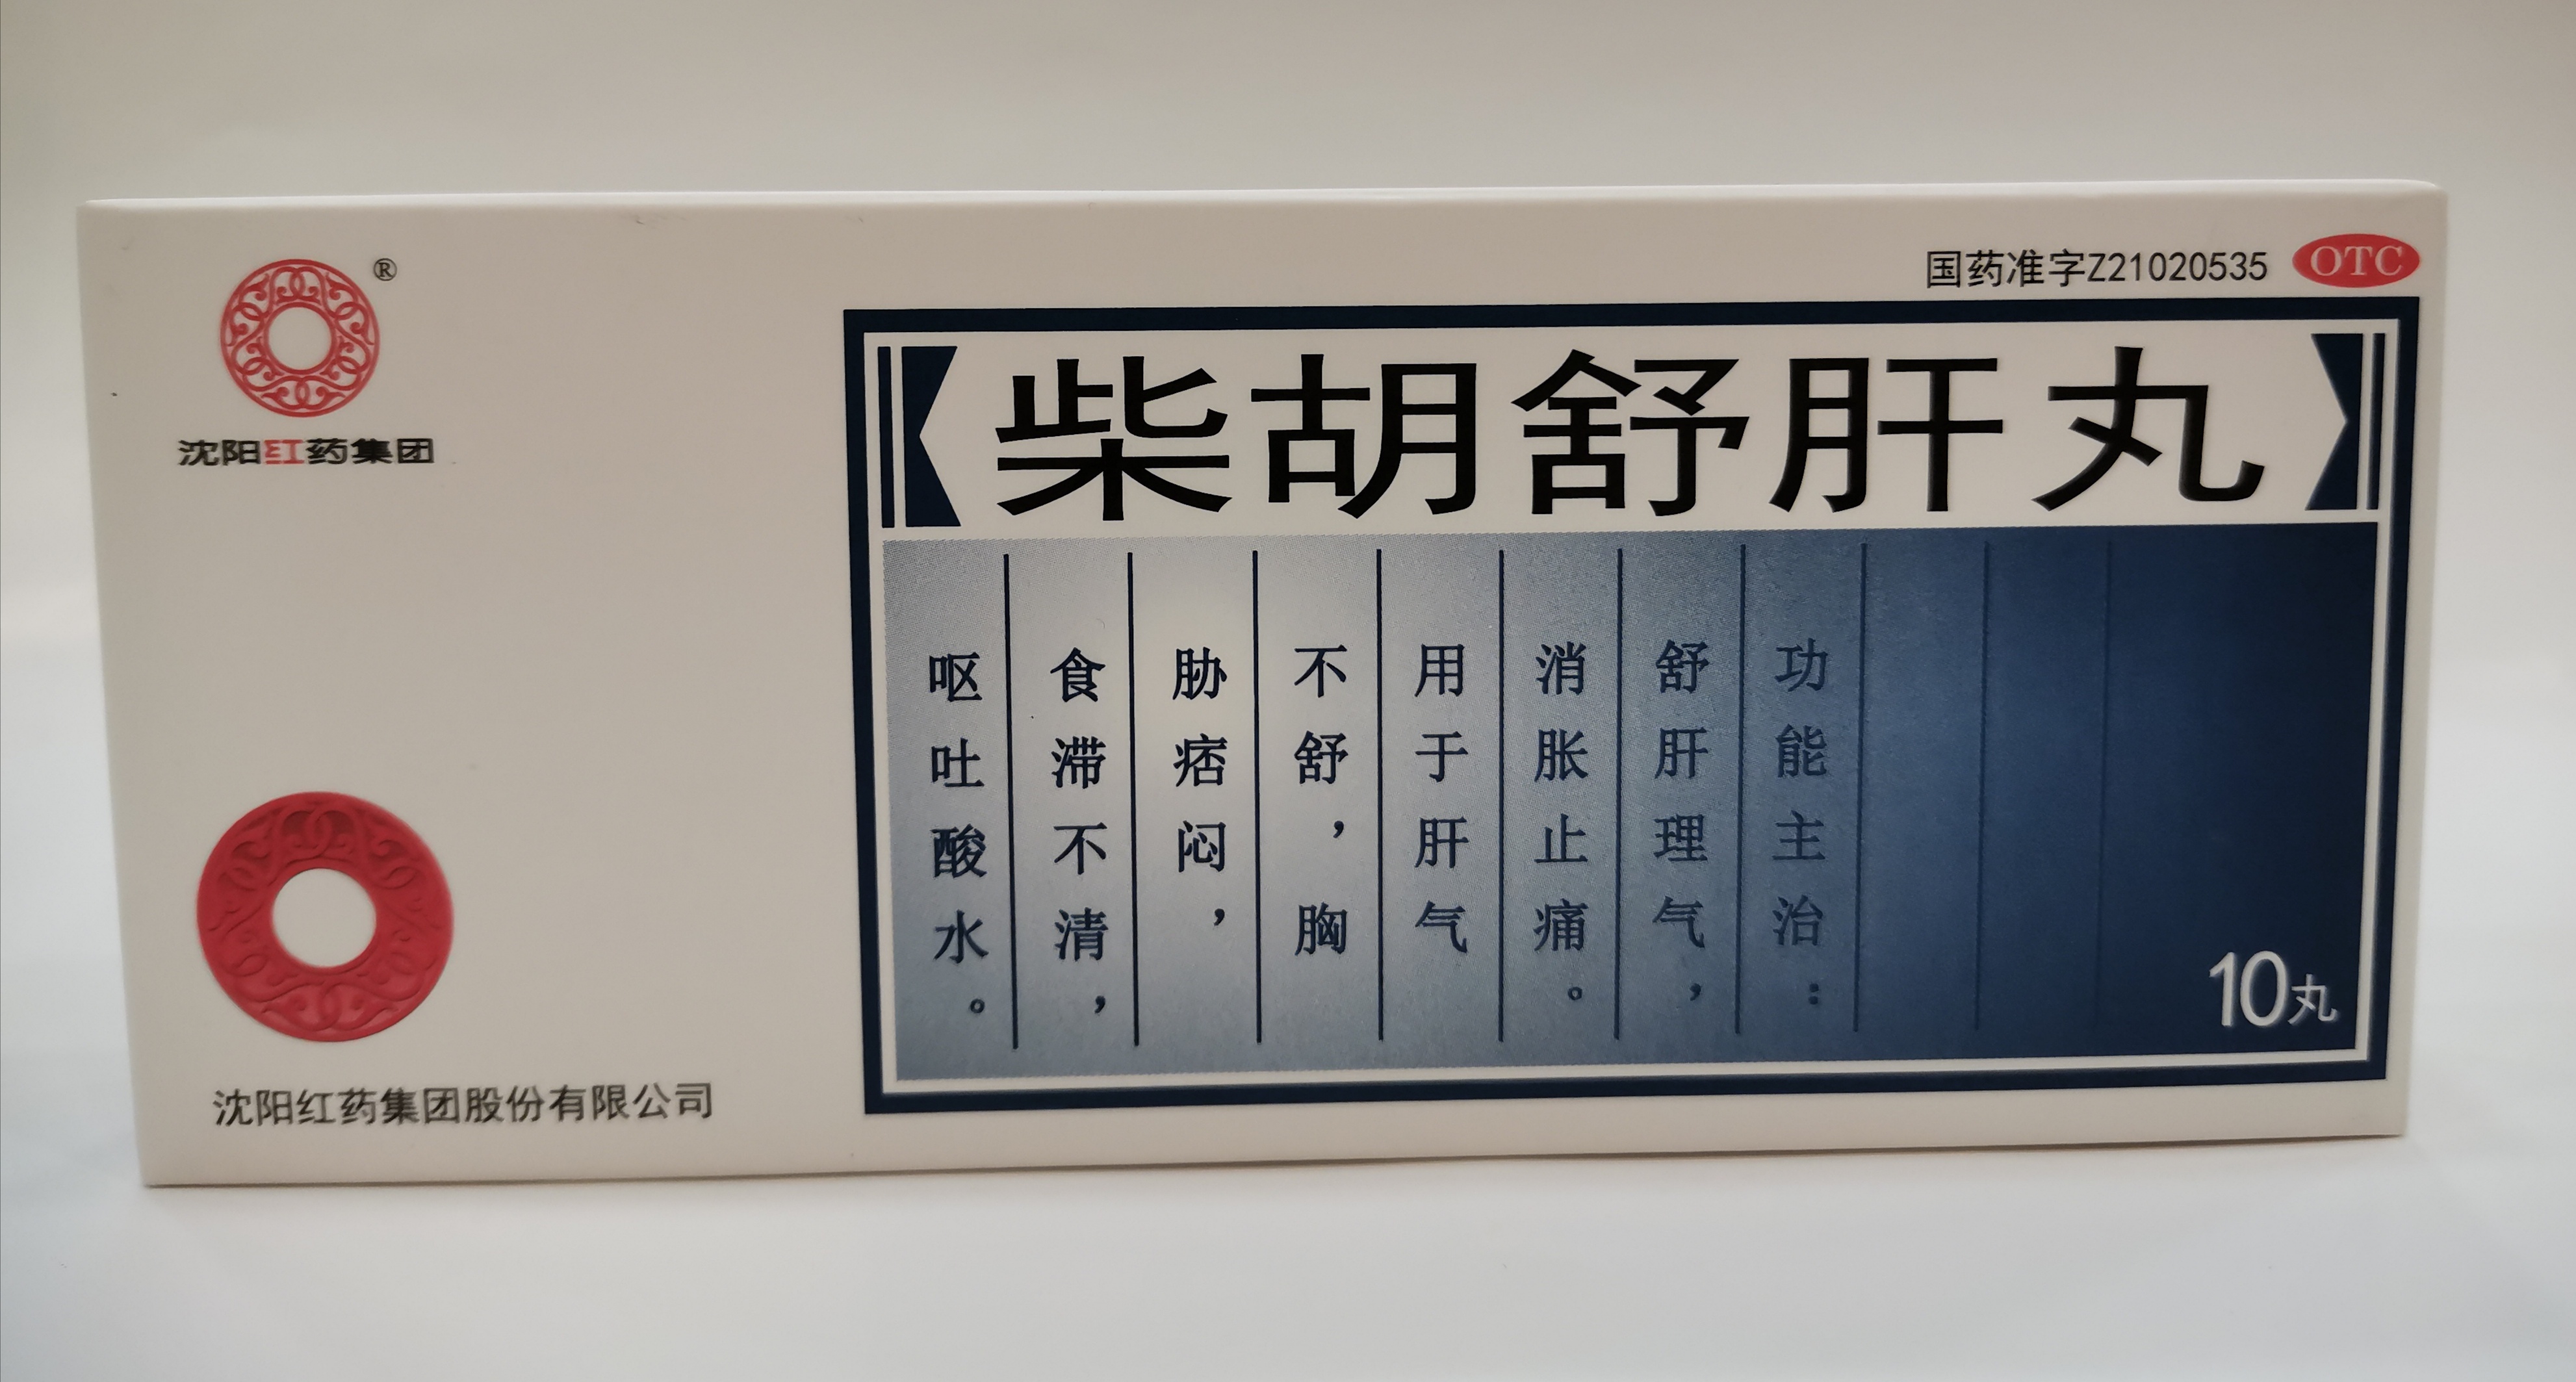 ®
沈阳红药集团
国药准字Z21020535
OTC
柴胡舒肝丸
功能主治：
舒肝理气，
消胀止痛。
用于肝气
不舒，胸
胁痞闷，
食滞不清，
呕吐酸水。
10丸
沈阳红药集团股份有限公司